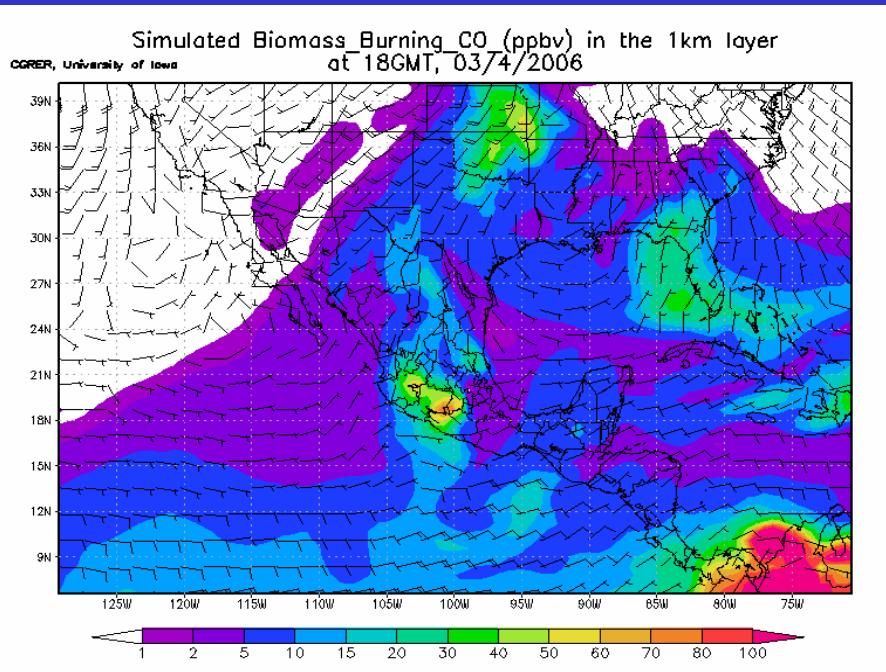 Simulated Biomass_Burning_CO_(ppbv) in the 1km layer
CGRER, University of Iowa
at 18GMT, 03/4/2006
39N
36N
33N
30N
27N
24N
21N
18N
15N
12N
9N
125W 120W 115W 110W 105W 100W 95W 90W 85W 80W 75W
1 2 5 10 15 20 30 40 50 60 70 80 100